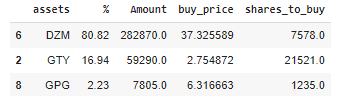 assets % Amount buy_price shares_to_buy
6 DZM 80.82 282870.0 37.325589 7578.0
2 GTY 16.94 59290.0 2.754872 21521.0
8 GPG 2.23 7805.0 6.316663 1235.0